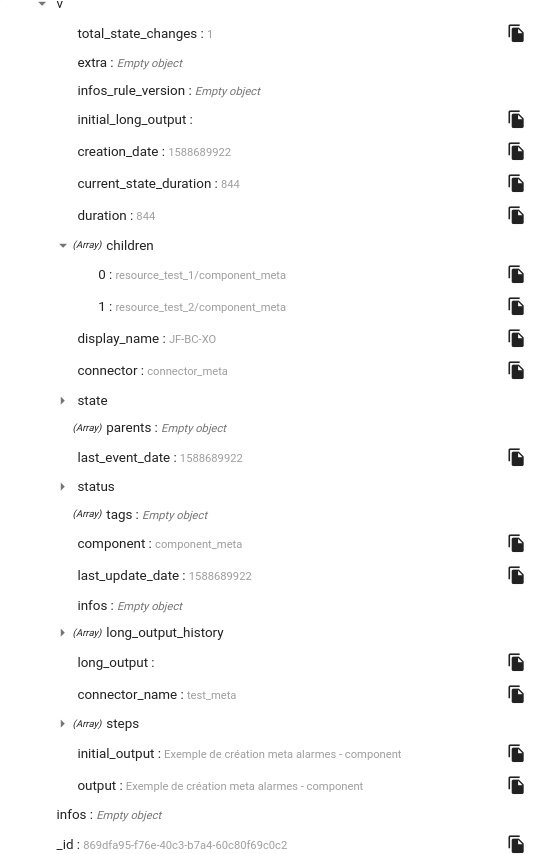 v
total_state_changes : 1
extra : Empty object
infos_rule_version : Empty object
initial_long_output :
creation_date : 1588689922
current_state_duration : 844
duration : 844
(Array) children
0 : resource_test_1/component_meta
1 : resource_test_2/component_meta
display_name : JF-BC-XO
connector : connector_meta
state
(Array) parents : Empty object
last_event_date : 1588689922
status
(Array) tags : Empty object
component : component_meta
last_update_date : 1588689922
infos : Empty object
(Array) long_output_history
long_output :
connector_name : test_meta
(Array) steps
initial_output : Exemple de création meta alarmes - component
output : Exemple de création meta alarmes - component
infos : Empty object
_id : 869dfa95-f76e-40c3-b7a4-60c80f69c0c2